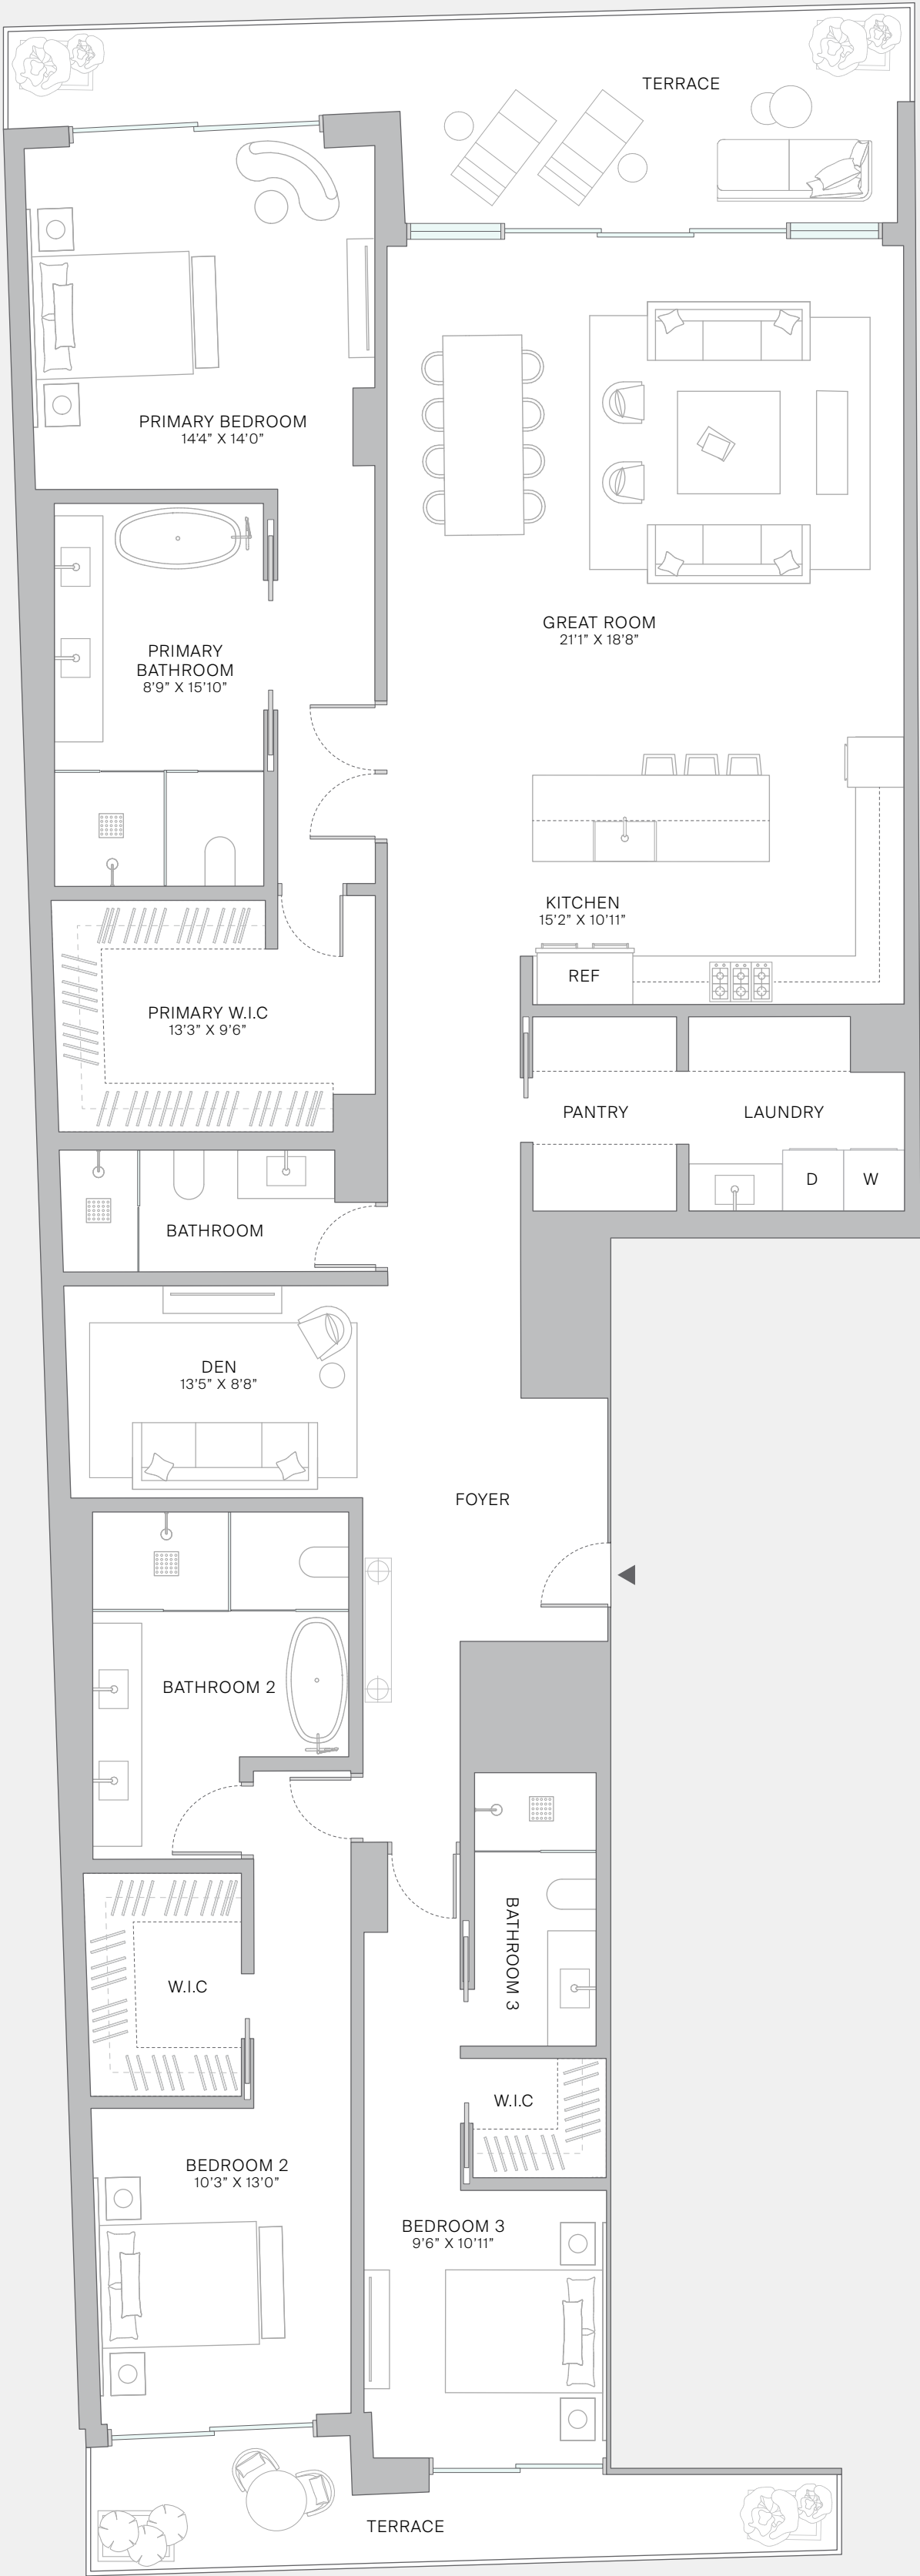 TERRACE
PRIMARY BEDROOM
14’4” X 14’0”
GREAT ROOM
21’1” X 18’8”
PRIMARY
BATHROOM
8’9” X 15’10”
KITCHEN
15’2” X 10’11”
REF
PRIMARY W.I.C
13’3” X 9’6”
PANTRY
LAUNDRY
D
W
BATHROOM
DEN
13’5” X 8’8”
FOYER
BATHROOM 2
BATHROOM 3
W.I.C
W.I.C
BEDROOM 2
10’3” X 13’0”
BEDROOM 3
9’6” X 10’11”
TERRACE